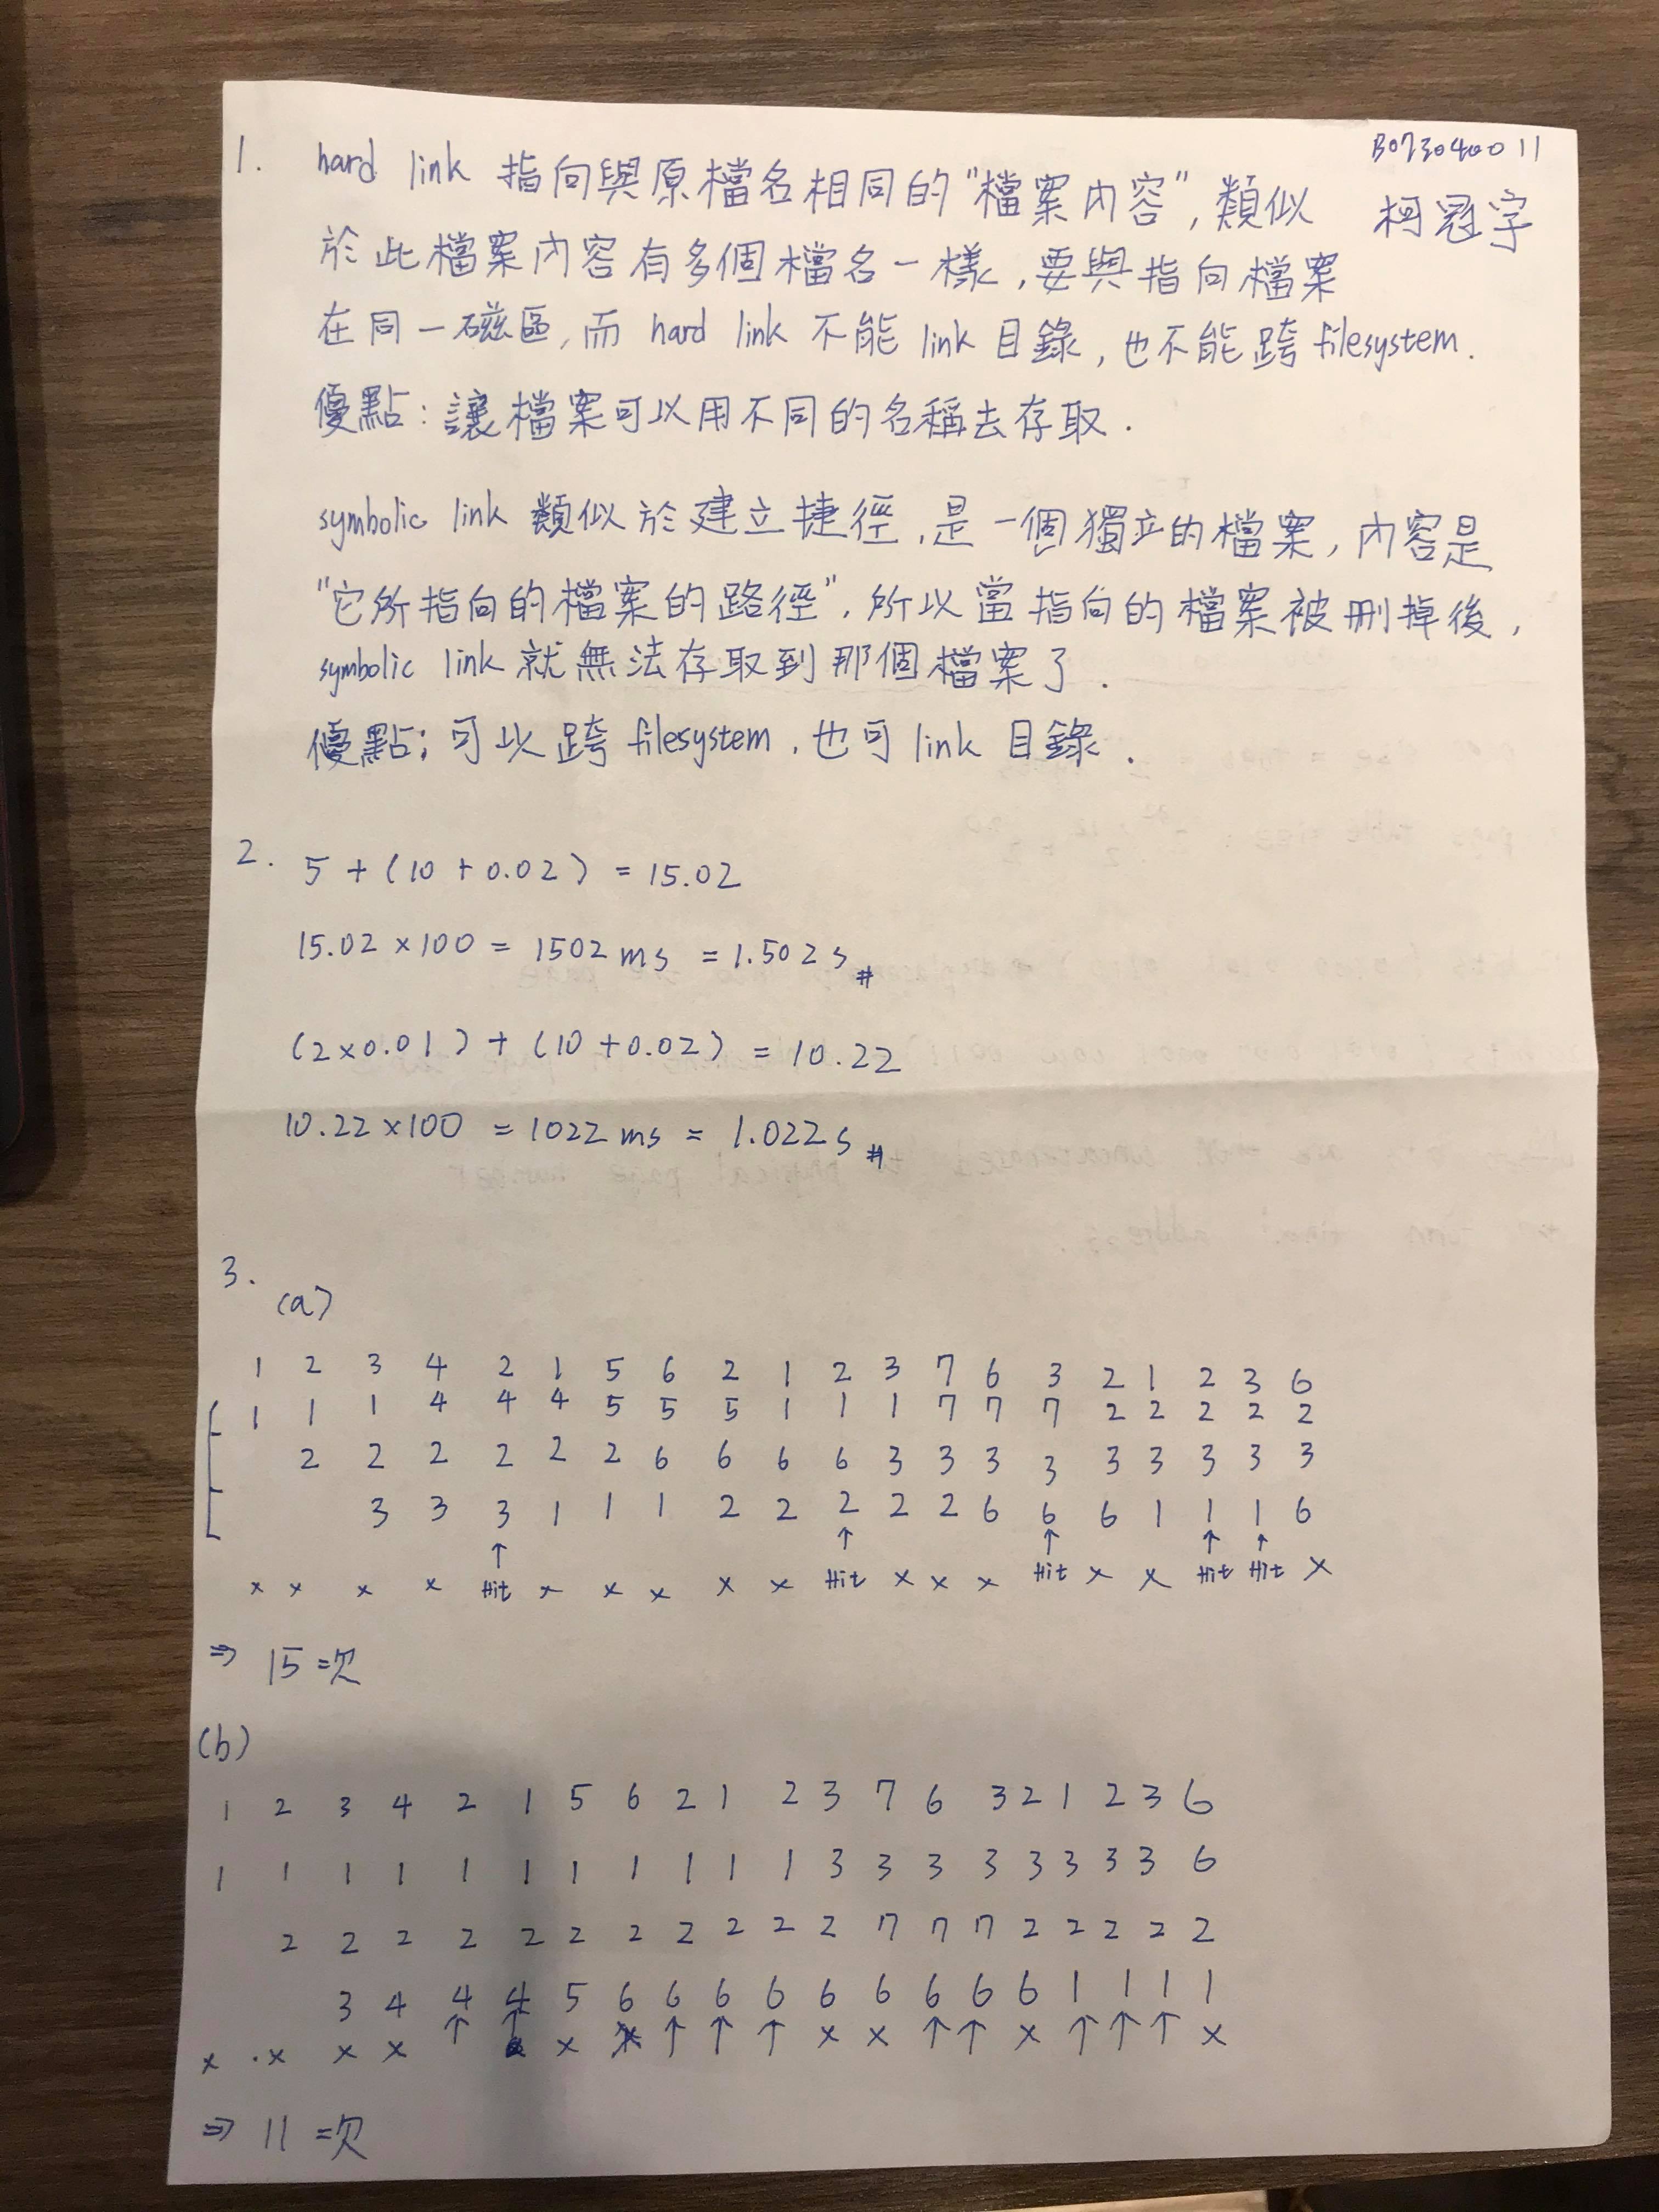 B073040011
柯冠宇
1. hard link 指向與原檔名相同的"檔案內容", 類似
於此檔案內容有多個檔名一樣, 要與指向檔案
在同一磁區, 而 hard link 不能 link 目錄, 也不能跨 filesystem.
優點: 讓檔案可以用不同的名稱去存取.
symbolic link 類似於建立捷徑, 是一個獨立的檔案, 內容是
"它所指向的檔案的路徑", 所以當指向的檔案被刪掉後,
symbolic link 就無法存取到那個檔案了.
優點: 可以跨 filesystem, 也可 link 目錄.
2. 5 + (10 + 0.02) = 15.02
15.02 × 100 = 1502 ms = 1.502 s #
(2×0.01) + (10 + 0.02) = 10.22
10.22 × 100 = 1022 ms = 1.022 s #
3.
(a)
1 2 3 4 2 1 5 6 2 1 2 3 7 6 3 2 1 2 3 6
1 1 1 4 4 4 5 5 5 1 1 1 7 7 7 2 2 2 2 2
2 2 2 2 2 2 6 6 6 6 3 3 3 3 3 3 3 3 3
3 3 3 1 1 1 2 2 2 2 2 6 6 6 1 1 1 6
↑ ↑ ↑ ↑ ↑
× × × × Hit × × × × × Hit × × × Hit × × Hit Hit ×
⇒ 15次
(b)
1 2 3 4 2 1 5 6 2 1 2 3 7 6 3 2 1 2 3 6
1 1 1 1 1 1 1 1 1 1 1 3 3 3 3 3 3 3 3 6
2 2 2 2 2 2 2 2 2 2 2 7 7 7 2 2 2 2 2
3 4 4 4 5 6 6 6 6 6 6 6 6 6 1 1 1 1
× × × × ↑ ↑ × × ↑ ↑ ↑ × × ↑ ↑ × ↑ ↑ ↑ ×
⇒ 11次